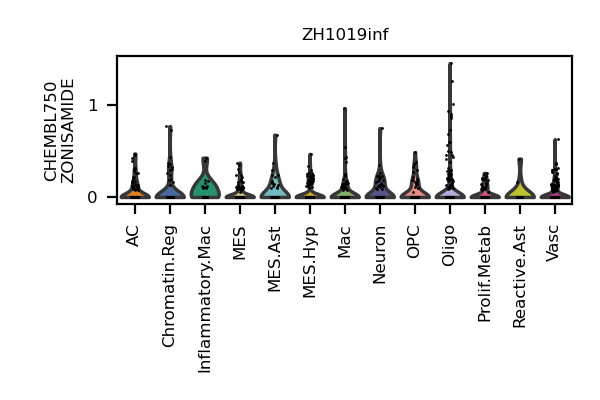 ZH1019inf
CHEMBL750
ZONISAMIDE
1
0
AC
Chromatin.Reg
Inflammatory.Mac
MES
MES.Ast
MES.Hyp
Mac
Neuron
OPC
Oligo
Prolif.Metab
Reactive.Ast
Vasc